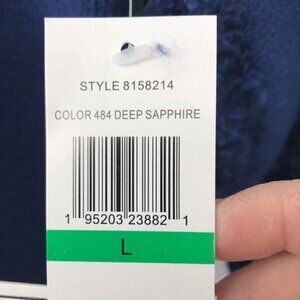 STYLE 8158214
COLOR 484 DEEP SAPPHIRE
1 95203 23882 1
L